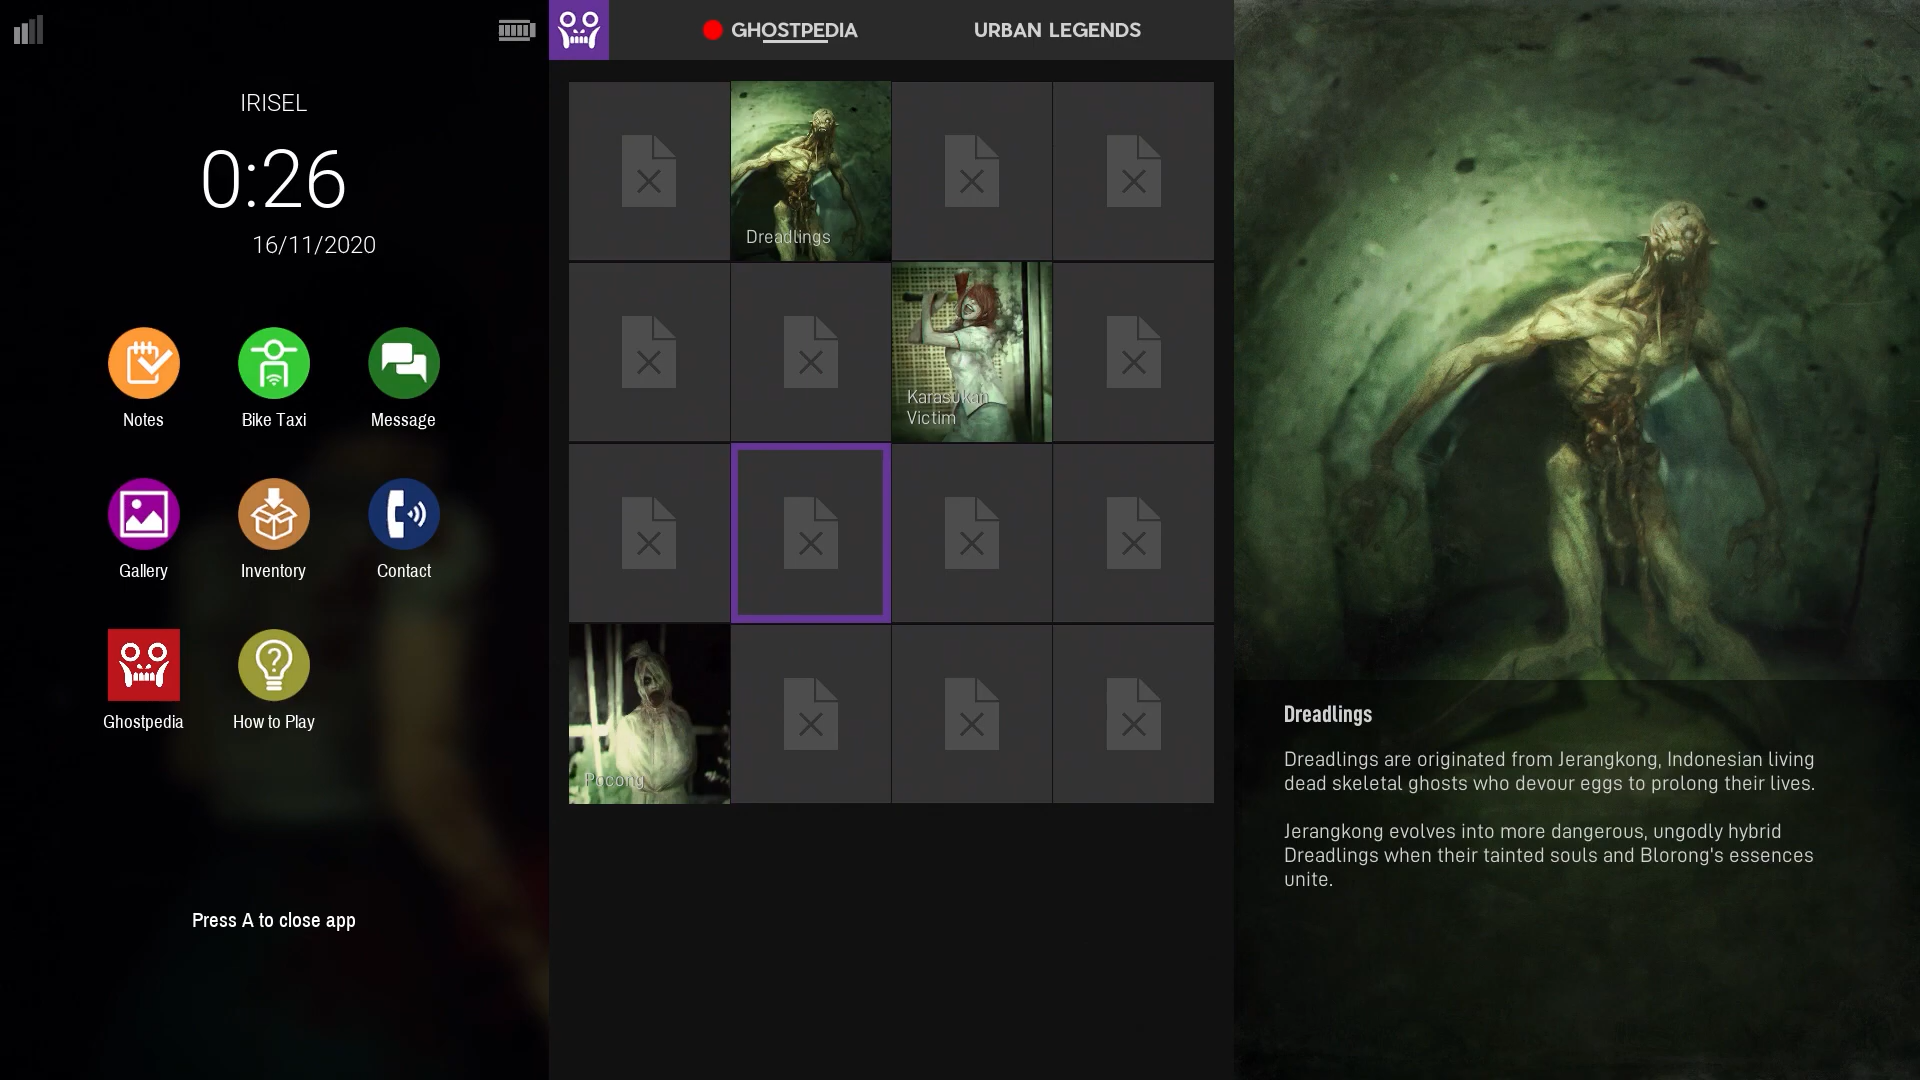 IRISEL
0:26
16/11/2020
Notes
Bike Taxi
Message
Gallery
Inventory
Contact
Ghostpedia
How to Play
Press A to close app
GHOSTPEDIA
URBAN LEGENDS
Dreadlings
Karasukan
Victim
Pocong
Dreadlings
Dreadlings are originated from Jerangkong, Indonesian living
dead skeletal ghosts who devour eggs to prolong their lives.
Jerangkong evolves into more dangerous, ungodly hybrid
Dreadlings when their tainted souls and Blorong's essences
unite.